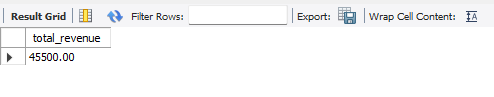 Result Grid Filter Rows: Export: Wrap Cell Content:
total_revenue
45500.00